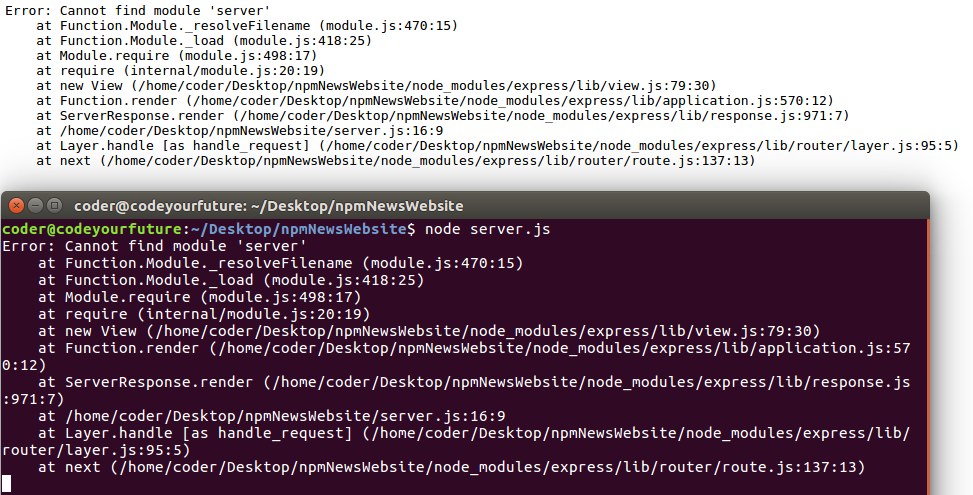 Error: Cannot find module 'server'
    at Function.Module._resolveFilename (module.js:470:15)
    at Function.Module._load (module.js:418:25)
    at Module.require (module.js:498:17)
    at require (internal/module.js:20:19)
    at new View (/home/coder/Desktop/npmNewsWebsite/node_modules/express/lib/view.js:79:30)
    at Function.render (/home/coder/Desktop/npmNewsWebsite/node_modules/express/lib/application.js:570:12)
    at ServerResponse.render (/home/coder/Desktop/npmNewsWebsite/node_modules/express/lib/response.js:971:7)
    at /home/coder/Desktop/npmNewsWebsite/server.js:16:9
    at Layer.handle [as handle_request] (/home/coder/Desktop/npmNewsWebsite/node_modules/express/lib/router/layer.js:95:5)
    at next (/home/coder/Desktop/npmNewsWebsite/node_modules/express/lib/router/route.js:137:13)
coder@codeyourfuture: ~/Desktop/npmNewsWebsite
coder@codeyourfuture:~/Desktop/npmNewsWebsite$ node server.js
Error: Cannot find module 'server'
    at Function.Module._resolveFilename (module.js:470:15)
    at Function.Module._load (module.js:418:25)
    at Module.require (module.js:498:17)
    at require (internal/module.js:20:19)
    at new View (/home/coder/Desktop/npmNewsWebsite/node_modules/express/lib/view.js:79:30)
    at Function.render (/home/coder/Desktop/npmNewsWebsite/node_modules/express/lib/application.js:57
0:12)
    at ServerResponse.render (/home/coder/Desktop/npmNewsWebsite/node_modules/express/lib/response.js
:971:7)
    at /home/coder/Desktop/npmNewsWebsite/server.js:16:9
    at Layer.handle [as handle_request] (/home/coder/Desktop/npmNewsWebsite/node_modules/express/lib/
router/layer.js:95:5)
    at next (/home/coder/Desktop/npmNewsWebsite/node_modules/express/lib/router/route.js:137:13)